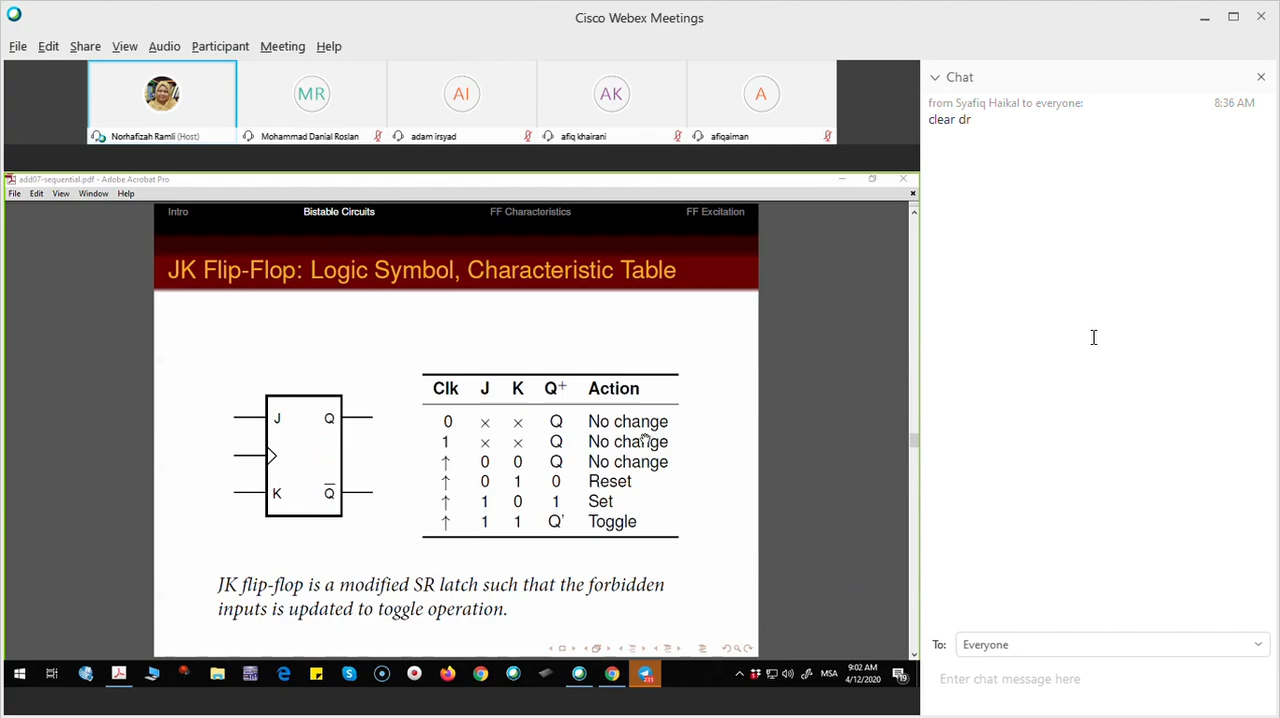 Cisco Webex Meetings
File Edit Share View Audio Participant Meeting Help
MR AI AK A
Norhafizah Ramli (Host) Mohammad Danial Roslan adam irsyad afiq khairani afiqaiman
Chat
from Syafiq Haikal to everyone: 8:36 AM
clear dr
add07-sequential.pdf - Adobe Acrobat Pro
File Edit View Window Help
Intro Bistable Circuits FF Characteristics FF Excitation
JK Flip-Flop: Logic Symbol, Characteristic Table
J Q
K Q̅
Clk J K Q⁺ Action
0 × × Q No change
1 × × Q No change
↑ 0 0 Q No change
↑ 0 1 0 Reset
↑ 1 0 1 Set
↑ 1 1 Q' Toggle
JK flip-flop is a modified SR latch such that the forbidden
inputs is updated to toggle operation.
To: Everyone
Enter chat message here
MSA
9:02 AM
4/12/2020